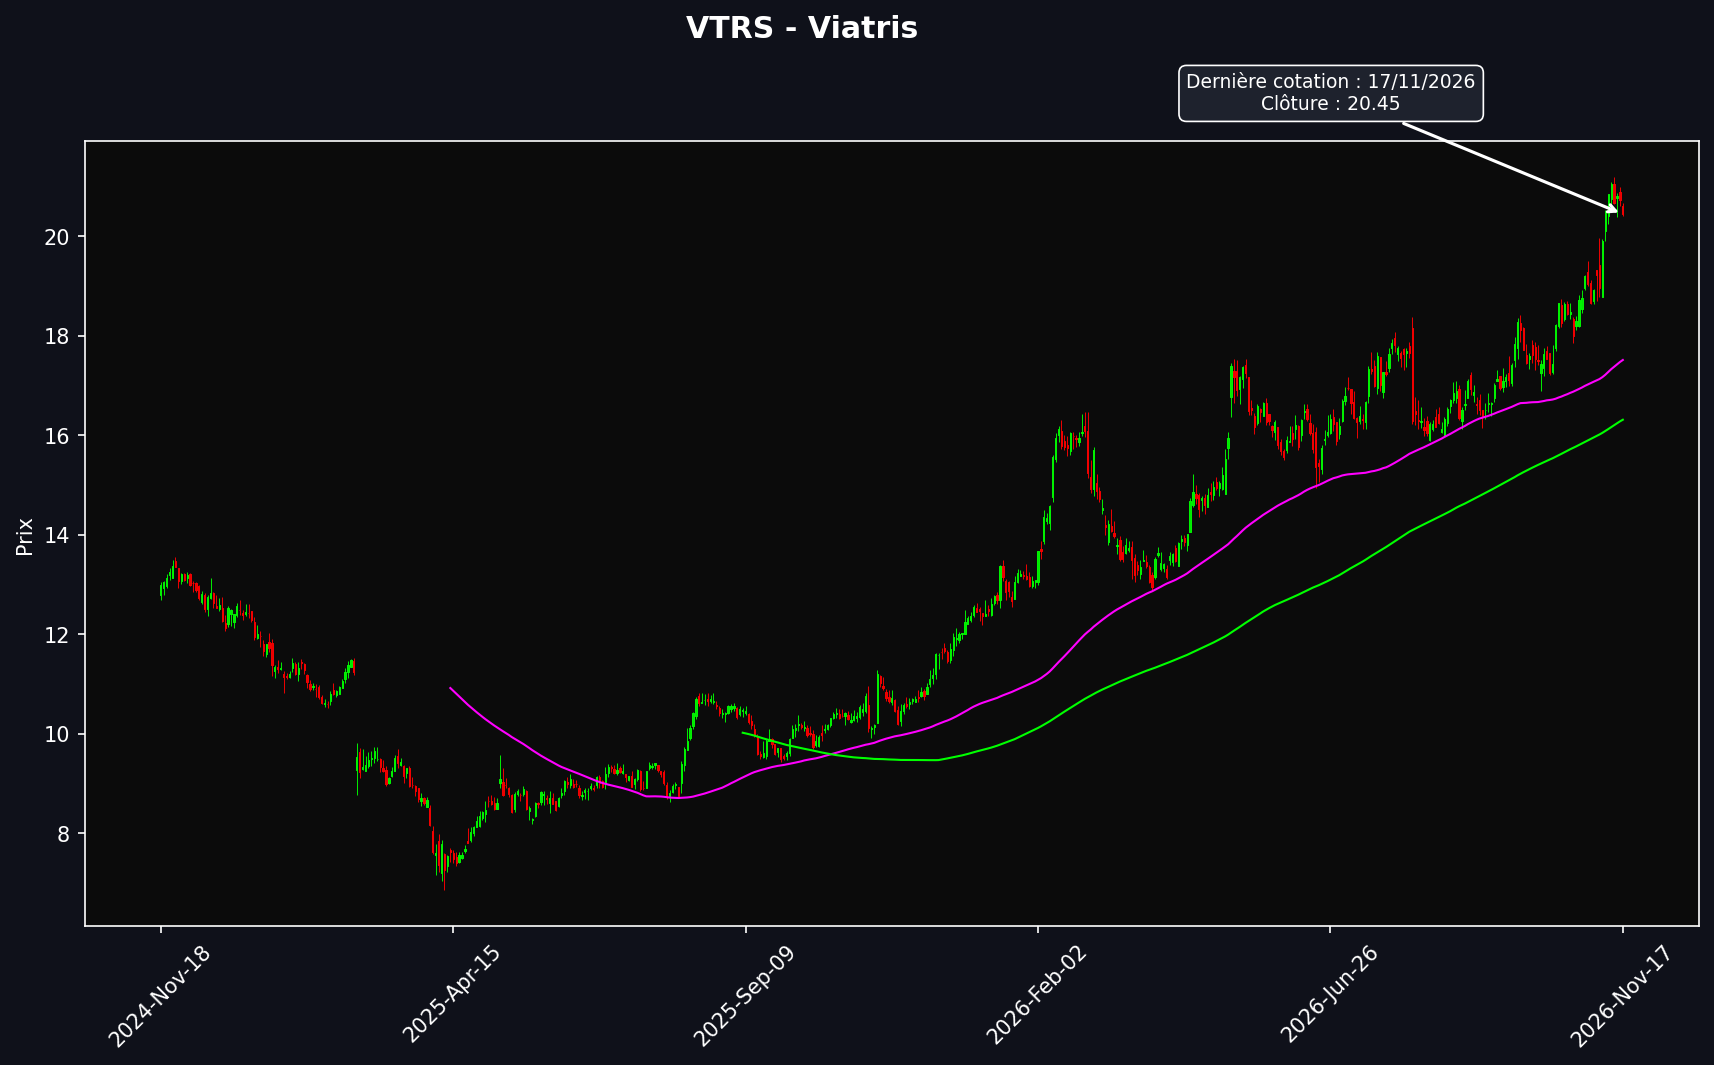 VTRS - Viatris
Dernière cotation : 17/11/2026
Clôture : 20.45
Prix
20
18
16
14
12
10
8
2024-Nov-18
2025-Apr-15
2025-Sep-09
2026-Feb-02
2026-Jun-26
2026-Nov-17